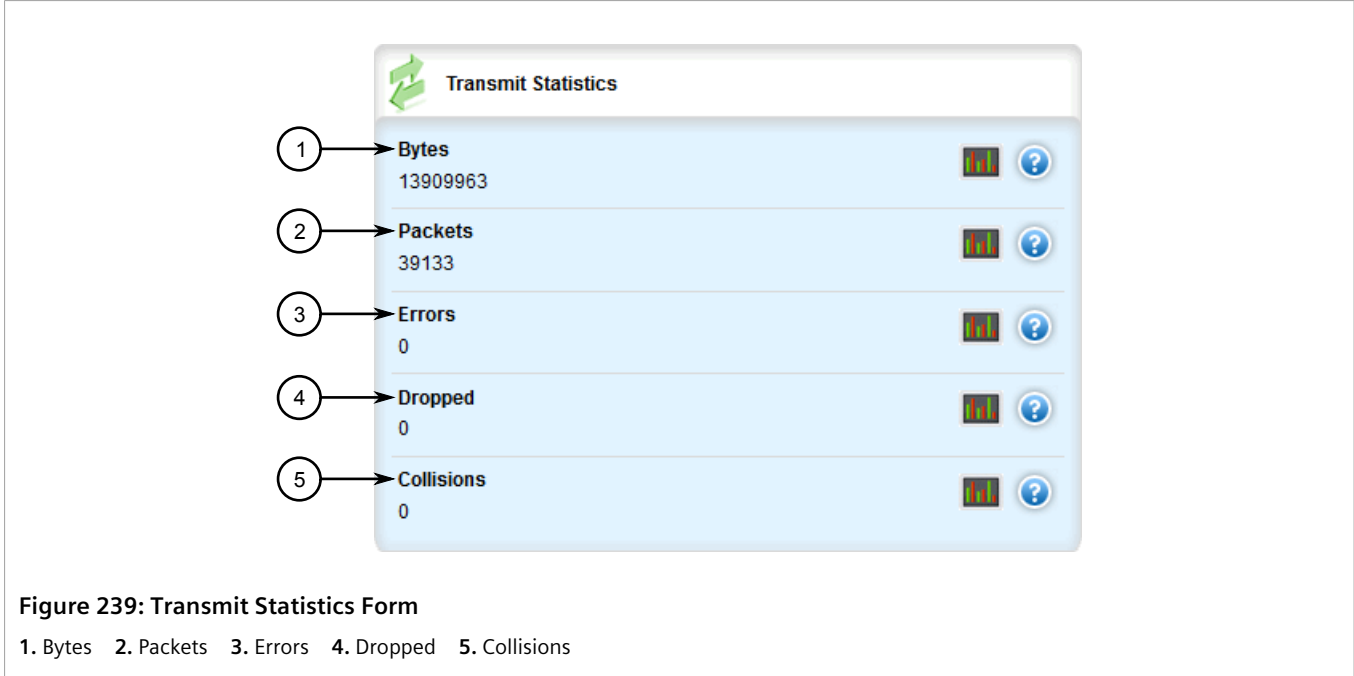 Transmit Statistics
1 Bytes
13909963
2 Packets
39133
3 Errors
0
4 Dropped
0
5 Collisions
0
Figure 239: Transmit Statistics Form
1. Bytes 2. Packets 3. Errors 4. Dropped 5. Collisions